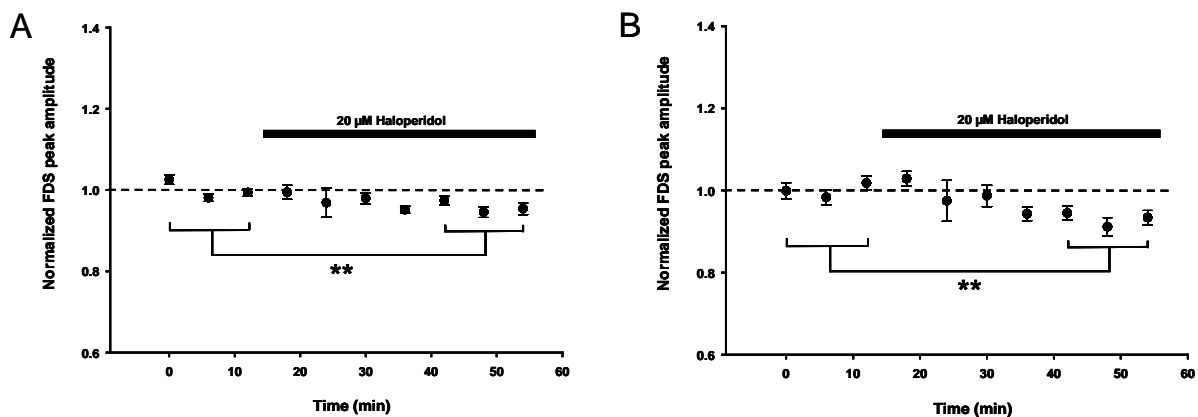 A
Normalized FDS peak amplitude
1.4
1.2
1.0
0.8
0.6
20 µM Haloperidol
**
0 10 20 30 40 50 60
Time (min)
B
Normalized FDS peak amplitude
1.4
1.2
1.0
0.8
0.6
20 µM Haloperidol
**
0 10 20 30 40 50 60
Time (min)